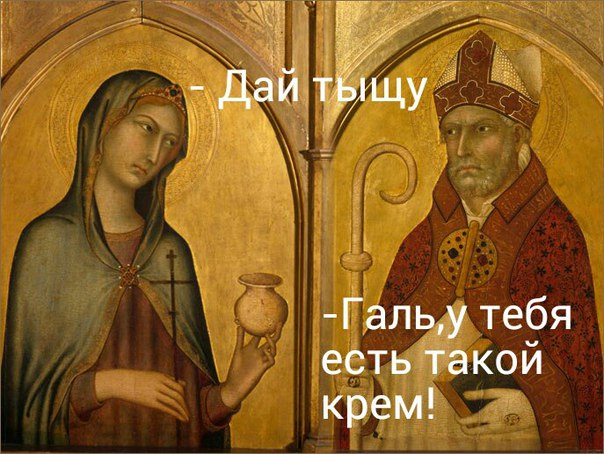 - Дай тыщу
-Галь,у тебя
есть такой
крем!